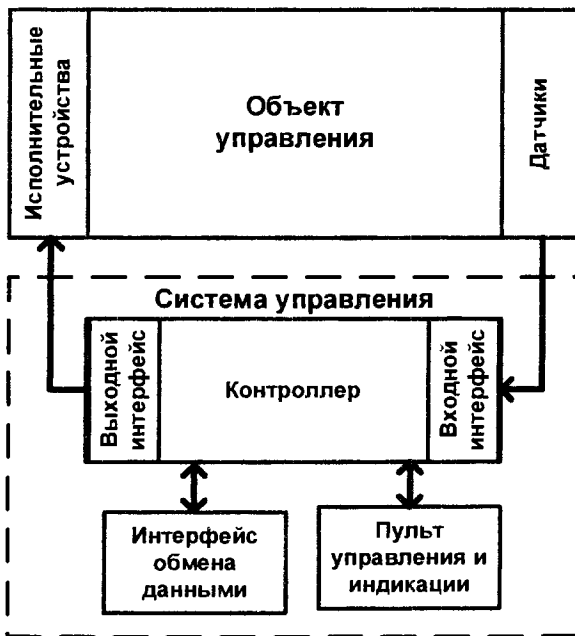 Исполнительные
устройства
Объект
управления
Датчики
Система управления
Выходной
интерфейс
Контроллер
Входной
интерфейс
Интерфейс
обмена
данными
Пульт
управления и
индикации